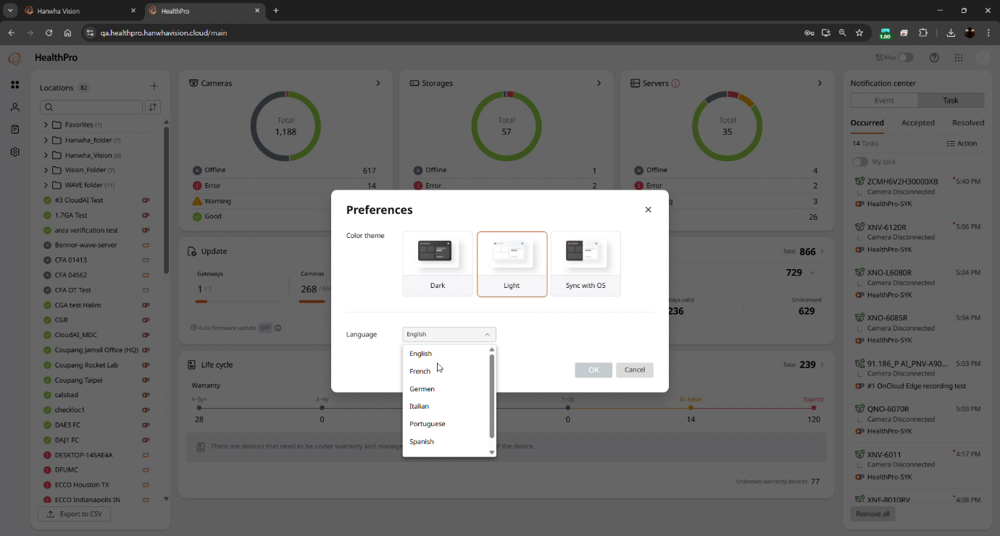 Hanwha Vision
HealthPro
qa.healthpro.hanwhavision.cloud/main
1.00
HealthPro
Map
Locations 82
Favorites (1)
Hanwha_folder (7)
Hanwha_Vision (0)
Vision_Folder (7)
WAVE folder (11)
#3 CloudAI Test
1.7GA Test
area verification test
Bennor-wave-server
CFA 01413
CFA 04562
CFA OT Test
CGA test Halim
CGR
CloudAI_MDC
Coupang Jamsil Office (HQ)
Coupang Rocket Lab
Coupang Taipei
calsbad
checkloc1
DAE3 FC
DAJ1 FC
DESKTOP-145AE4A
DFUMC
ECCO Houston TX
ECCO Indianapolis IN
Export to CSV
Cameras
Total
1,188
Offline 617
Error 14
Warning
Good
Storages
Total
57
Offline 1
Error 2
Servers
Total
35
Offline 4
Error 2
3
26
Update
Gateways
1 / 7
Cameras
268 / 866
Auto firmware update OFF
Total 866
729
days valid
236
Unlicensed
629
Life cycle
Total 239
Warranty
4~5y+
28
3~4y
0
1~2y
0
In 1year
14
Expired
120
There are devices that need to be under warranty and manage
of the device.
Unknown warranty devices 77
Preferences
Color theme
Dark
Light
Sync with OS
Language
English
English
French
Germen
Italian
Portuguese
Spanish
OK
Cancel
Notification center
Event
Task
Occurred
Accepted
Resolved
14 Tasks
Action
My task
ZCMH6V2H30000XB 5:40 PM
Camera Disconnected
HealthPro-SYK
XNV-6120R 5:06 PM
Camera Disconnected
HealthPro-SYK
XNO-L6080R 5:04 PM
Camera Disconnected
HealthPro-SYK
XNO-6085R 5:04 PM
Camera Disconnected
HealthPro-SYK
91.186_P AI_PNV-A90... 5:03 PM
Camera Disconnected
#1 OnCloud Edge recording test
QNO-6070R 5:03 PM
Camera Disconnected
HealthPro-SYK
XNV-6011 4:17 PM
Camera Disconnected
HealthPro-SYK
XNF-8010RV 4:08 PM
Remove all